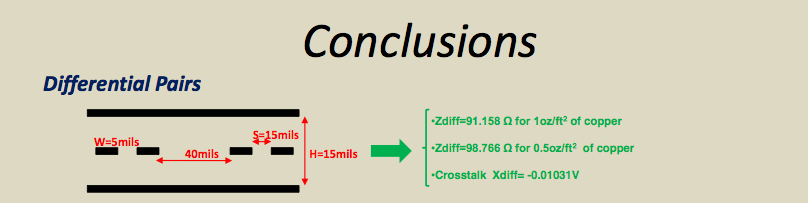 Conclusions
Differential Pairs
W=5mils
40mils
S=15mils
H=15mils
•Zdiff=91.158 Ω for 1oz/ft² of copper
•Zdiff=98.766 Ω for 0.5oz/ft² of copper
•Crosstalk Xdiff= -0.01031V